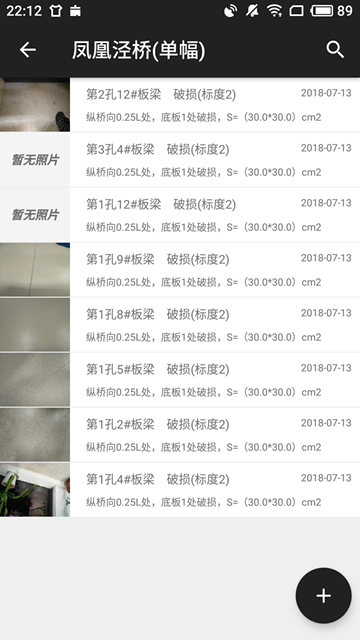 22:12
89
凤凰泾桥(单幅)
第2孔12#板梁 破损(标度2) 2018-07-13
纵桥向0.25L处，底板1处破损，S=（30.0*30.0）cm2
暂无照片
第3孔4#板梁 破损(标度2) 2018-07-13
纵桥向0.25L处，底板1处破损，S=（30.0*30.0）cm2
暂无照片
第1孔12#板梁 破损(标度2) 2018-07-13
纵桥向0.25L处，底板1处破损，S=（30.0*30.0）cm2
第1孔9#板梁 破损(标度2) 2018-07-13
纵桥向0.25L处，底板1处破损，S=（30.0*30.0）cm2
第1孔8#板梁 破损(标度2) 2018-07-13
纵桥向0.25L处，底板1处破损，S=（30.0*30.0）cm2
第1孔5#板梁 破损(标度2) 2018-07-13
纵桥向0.25L处，底板1处破损，S=（30.0*30.0）cm2
第1孔2#板梁 破损(标度2) 2018-07-13
纵桥向0.25L处，底板1处破损，S=（30.0*30.0）cm2
第1孔4#板梁 破损(标度2) 2018-07-13
纵桥向0.25L处，底板1处破损，S=（30.0*30.0）cm2